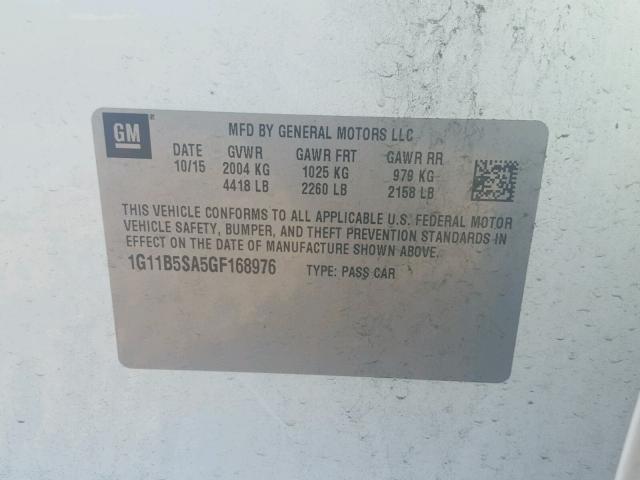 GM
MFD BY GENERAL MOTORS LLC
DATE GVWR GAWR FRT GAWR RR
10/15 2004 KG 1025 KG 979 KG
4418 LB 2260 LB 2158 LB
THIS VEHICLE CONFORMS TO ALL APPLICABLE U.S. FEDERAL MOTOR
VEHICLE SAFETY, BUMPER, AND THEFT PREVENTION STANDARDS IN
EFFECT ON THE DATE OF MANUFACTURE SHOWN ABOVE.
1G11B5SA5GF168976 TYPE: PASS CAR